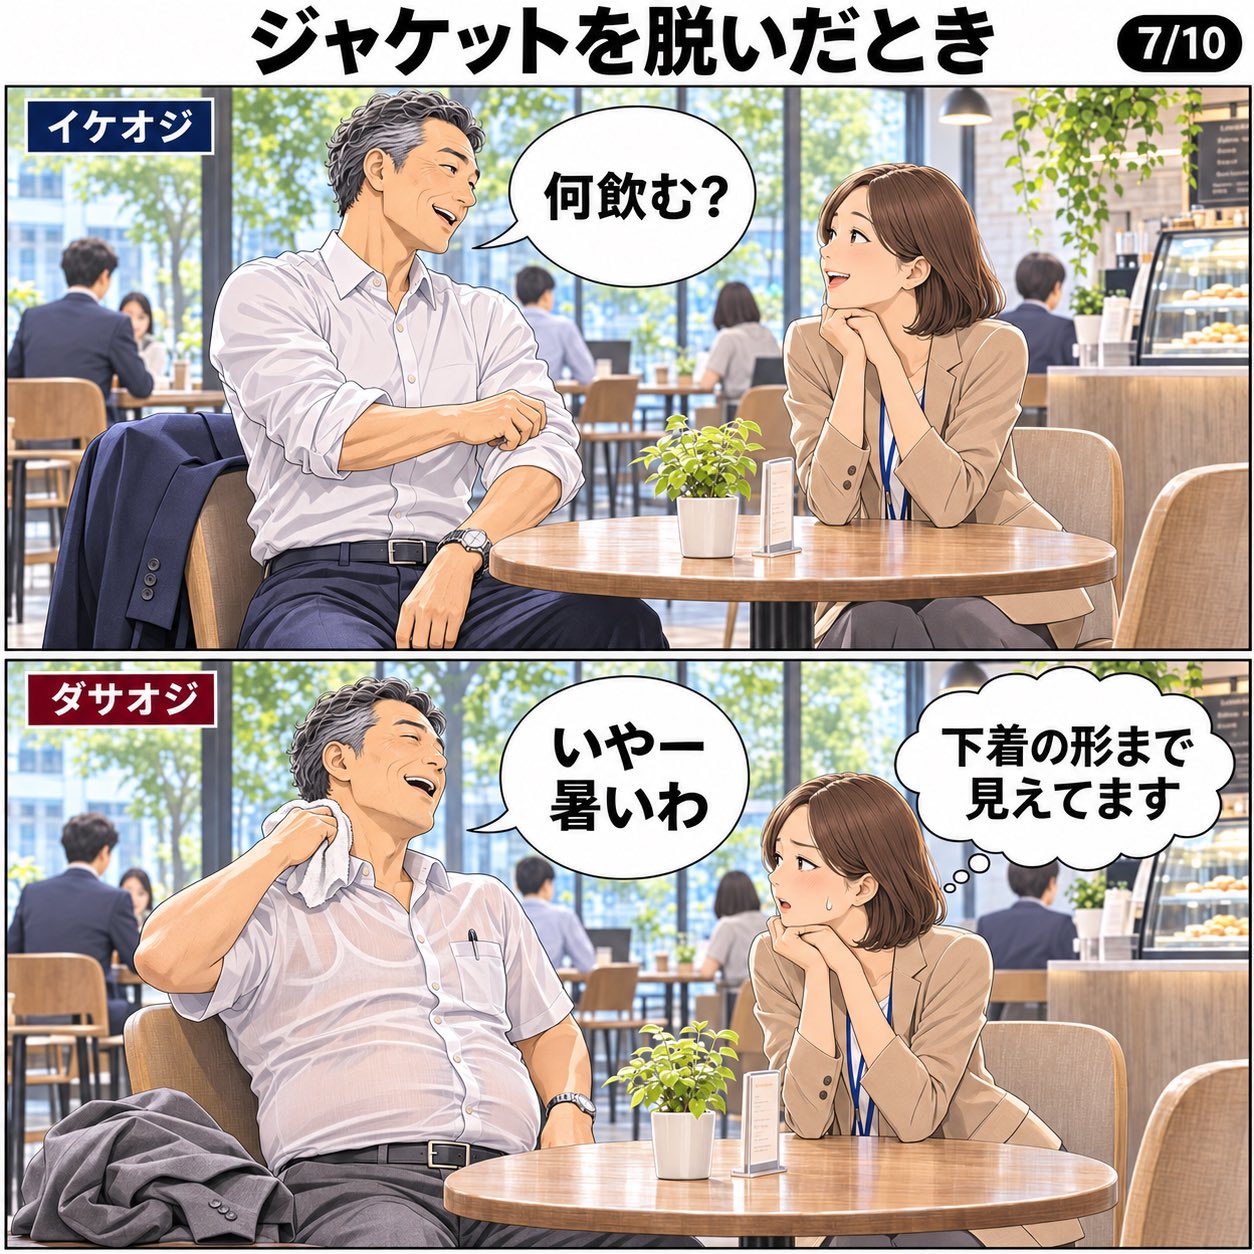 ジャケットを脱いだとき
7/10
イケオジ
何飲む?
ダサオジ
いやー
暑いわ
下着の形まで
見えてます